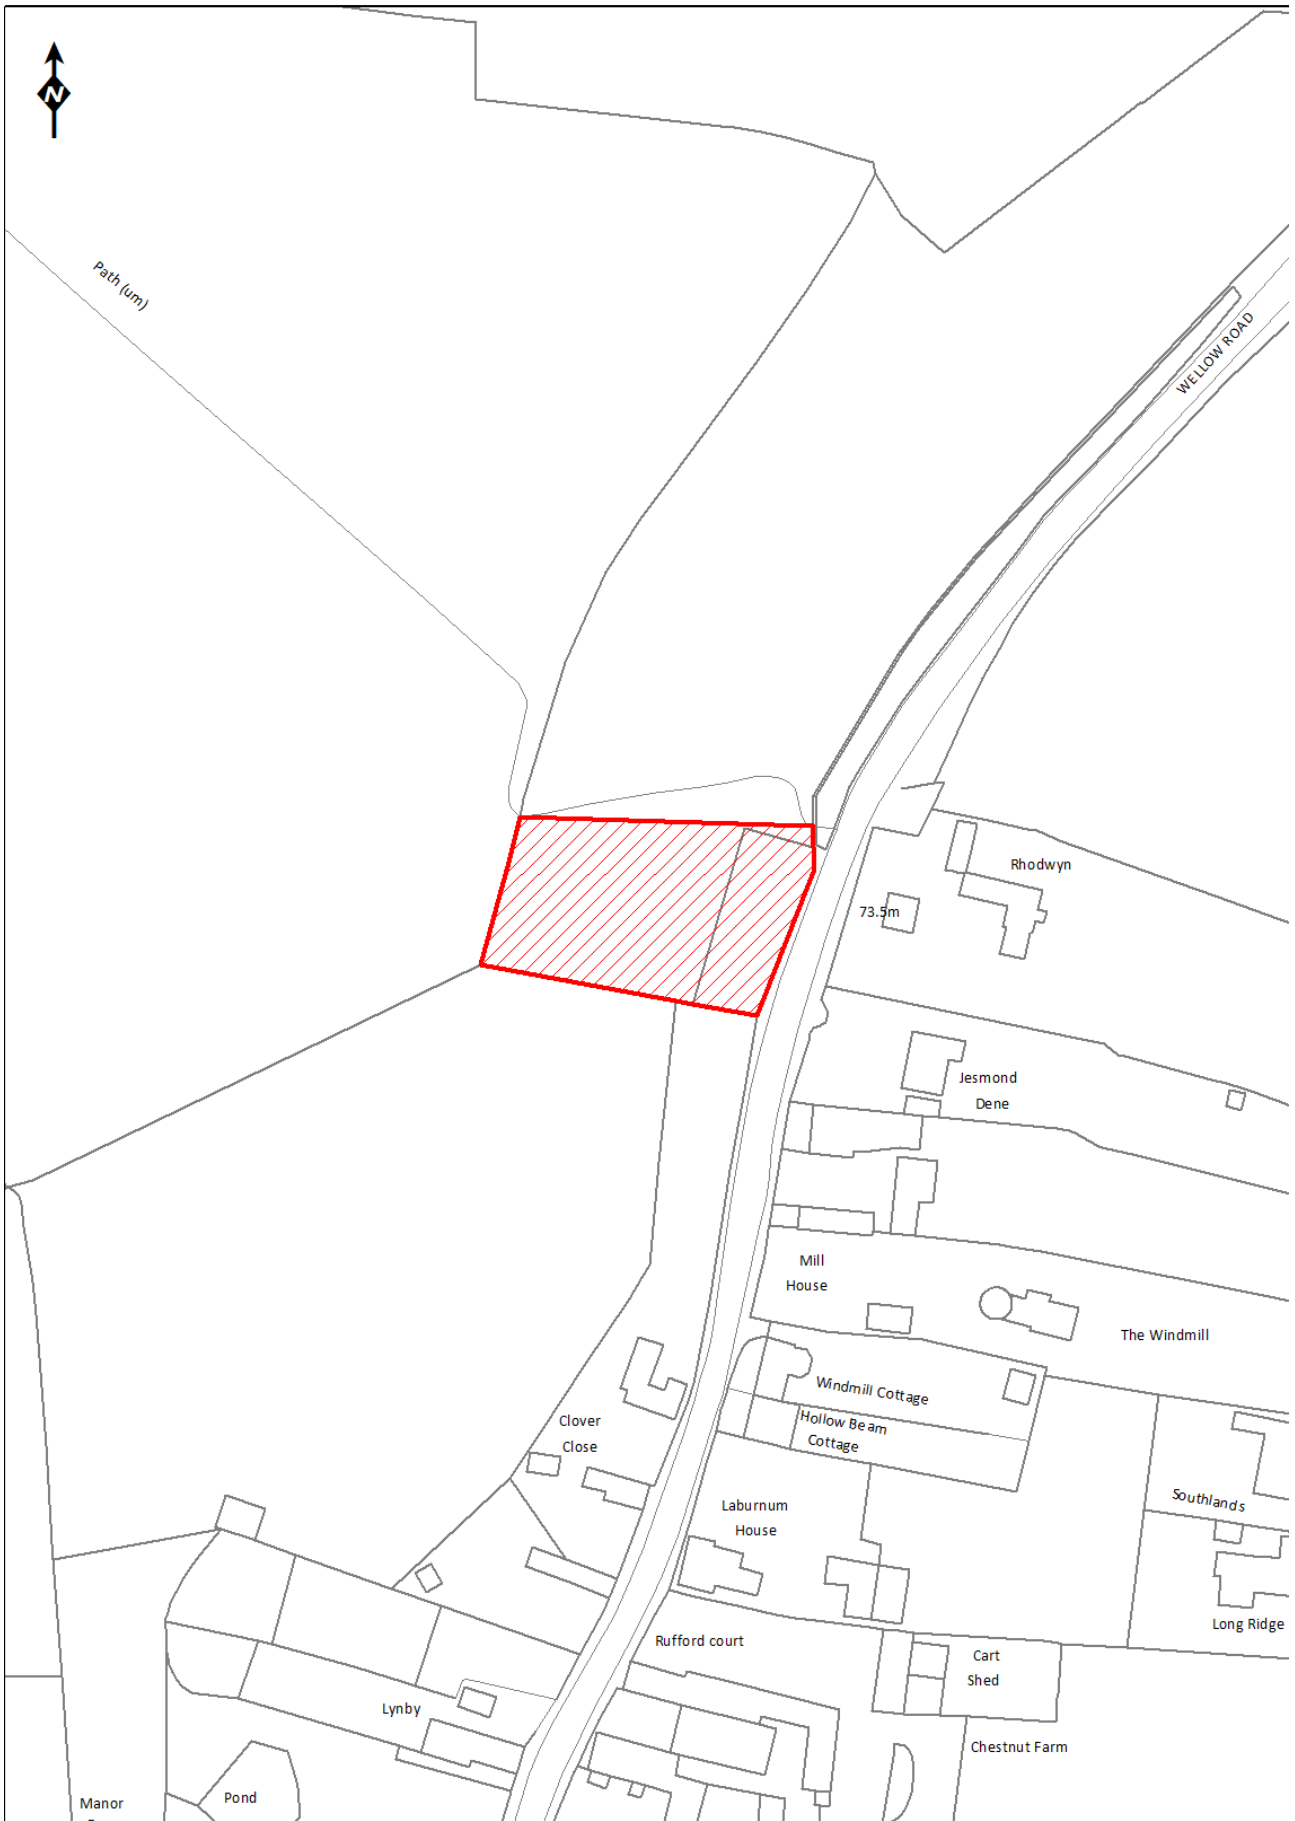 N
Path (um)
WELLOW ROAD
Rhodwyn
73.5m
Jesmond
Dene
Mill
House
The Windmill
Windmill Cottage
Hollow Beam
Cottage
Clover
Close
Southlands
Laburnum
House
Long Ridge
Rufford court
Cart
Shed
Lynby
Chestnut Farm
Pond
Manor